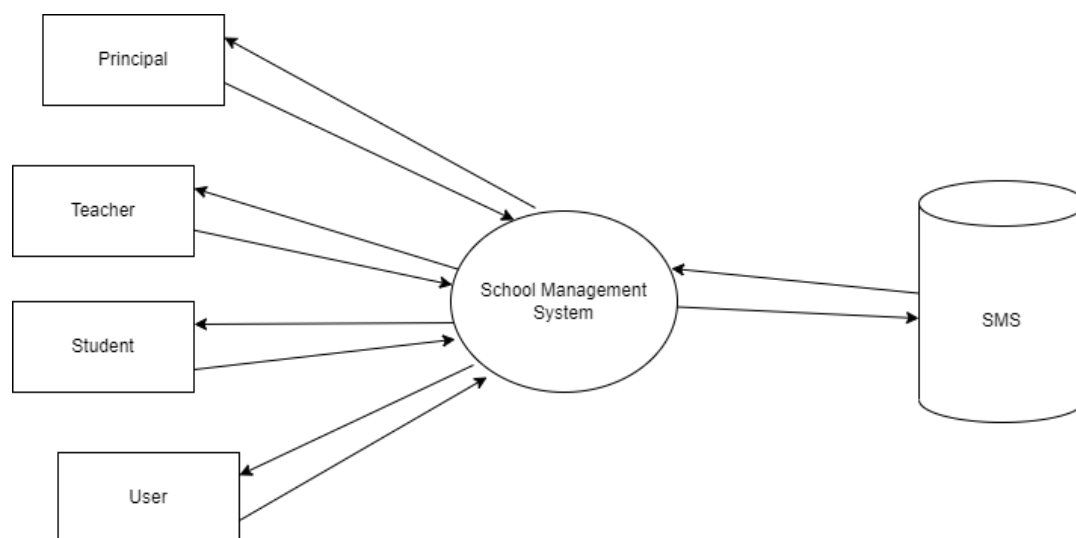 Principal
Teacher
Student
User
School Management
System
SMS